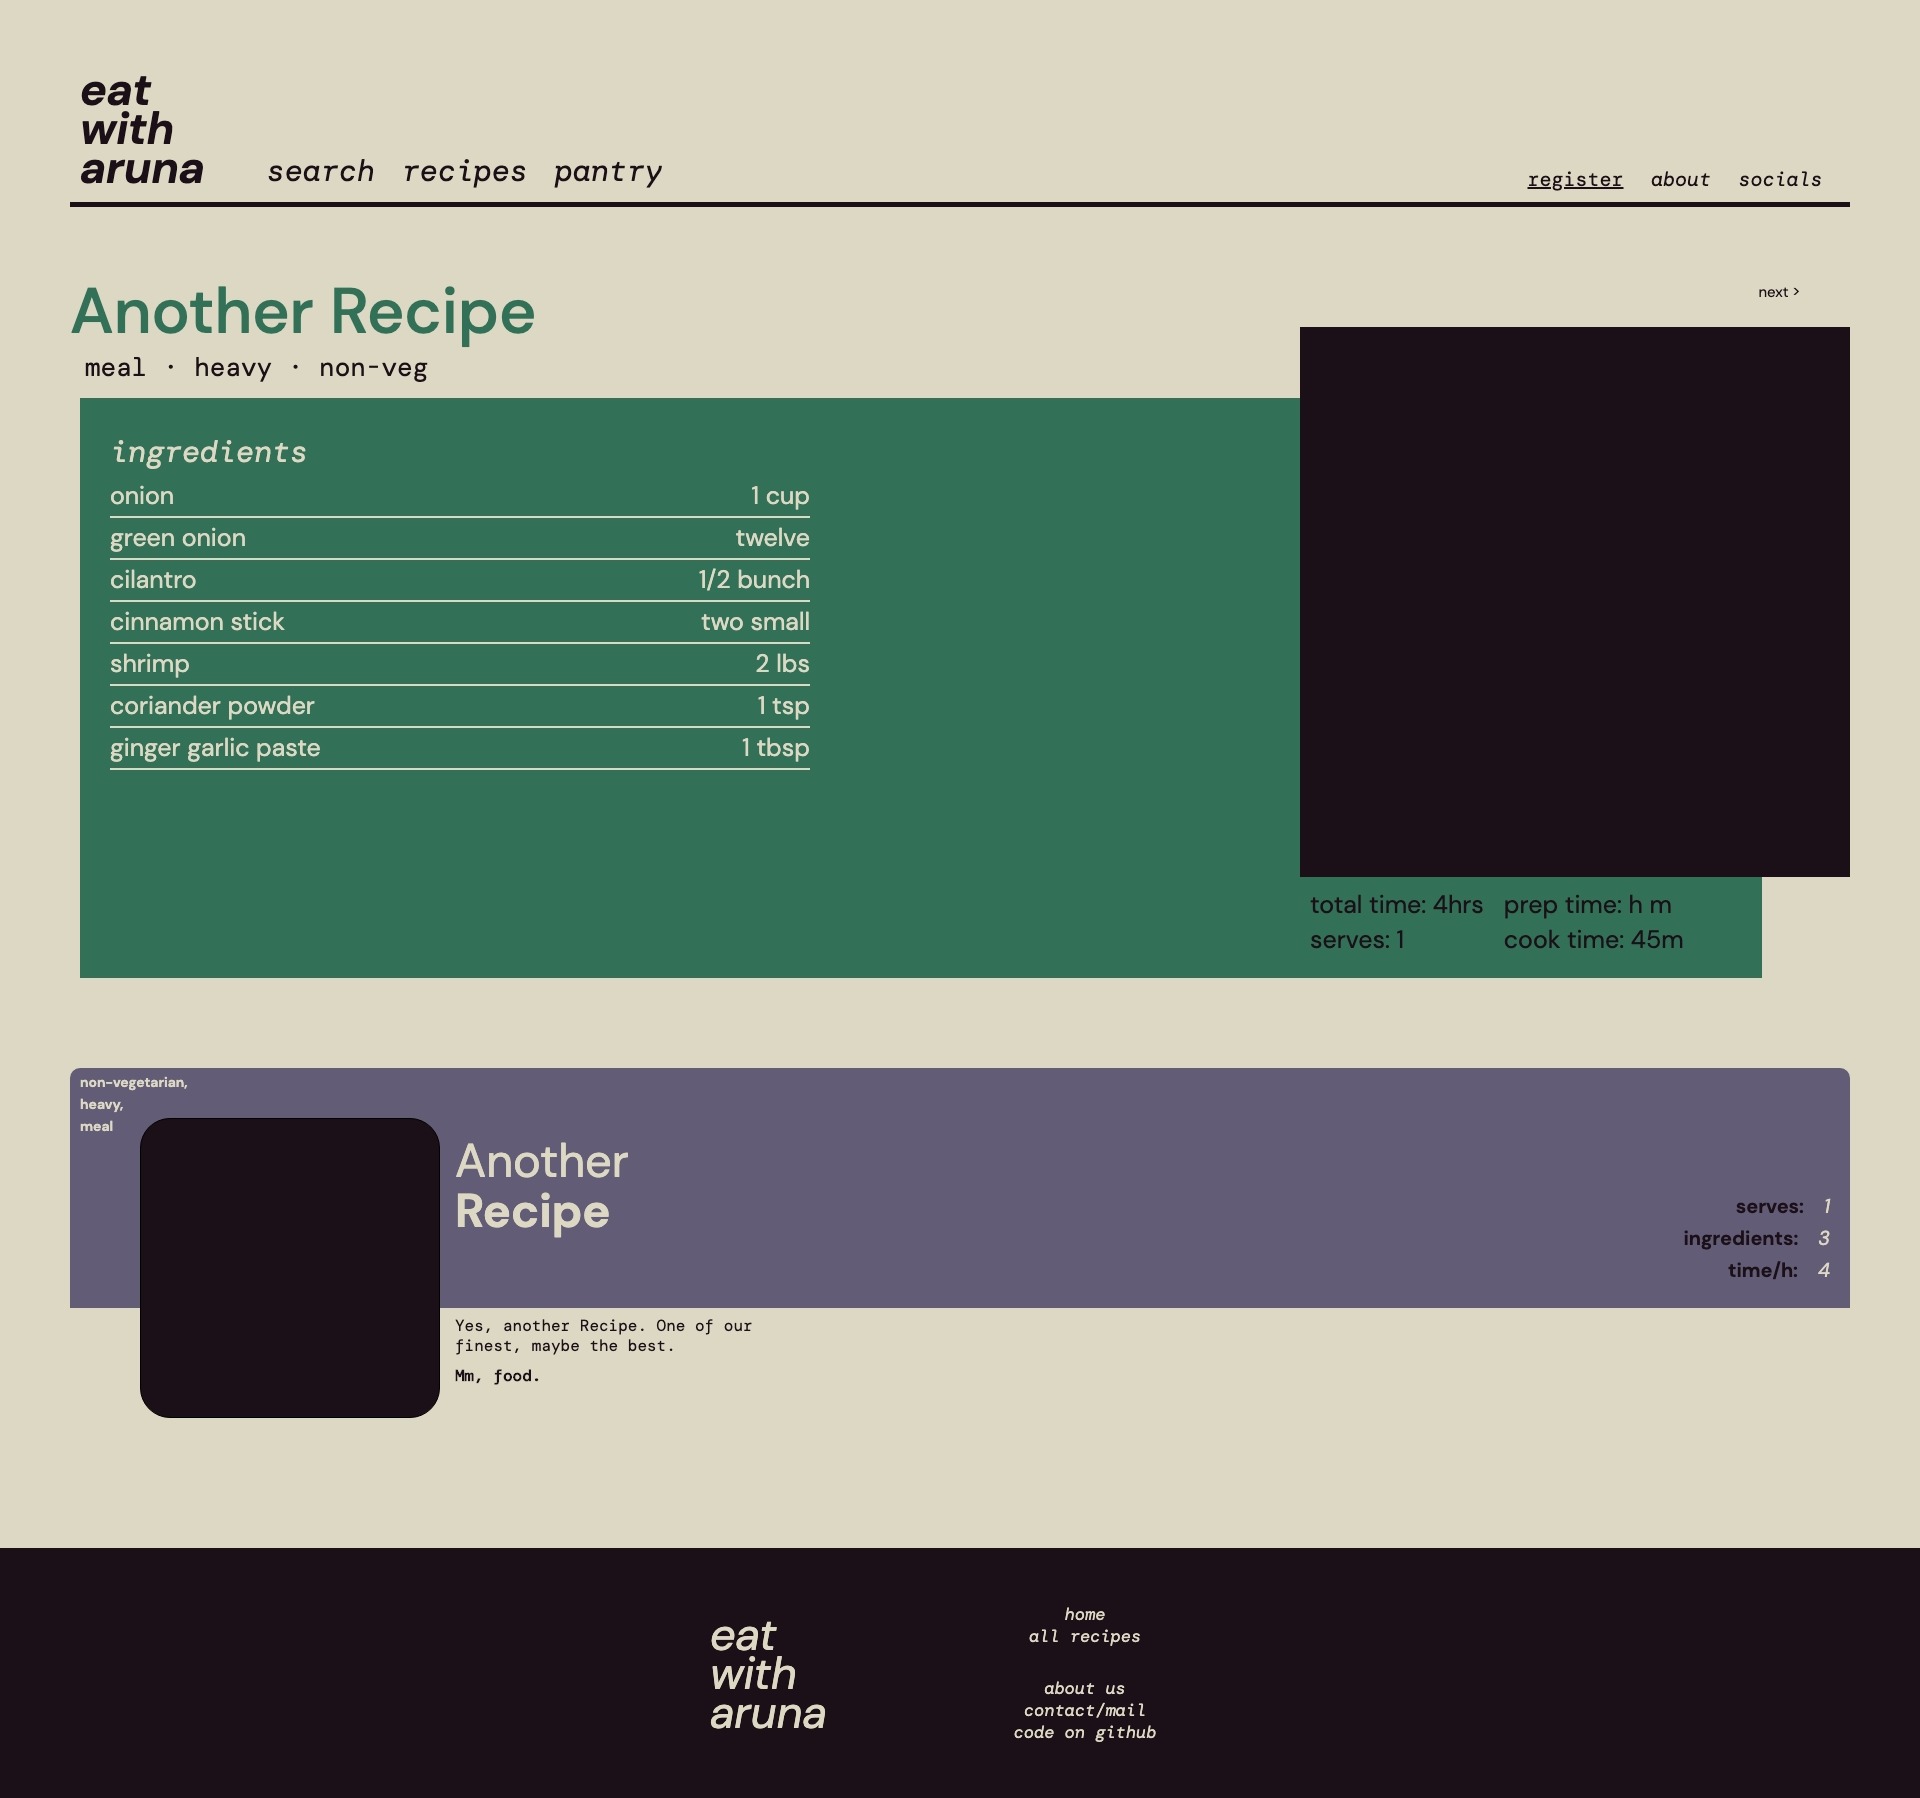 eat
with
aruna
search recipes pantry
register about socials
Another Recipe
next >
meal · heavy · non-veg
ingredients
onion 1 cup
green onion twelve
cilantro 1/2 bunch
cinnamon stick two small
shrimp 2 lbs
coriander powder 1 tsp
ginger garlic paste 1 tbsp
total time: 4hrs prep time: h m
serves: 1 cook time: 45m
non-vegetarian,
heavy,
meal
Another
Recipe
serves: 1
ingredients: 3
time/h: 4
Yes, another Recipe. One of our
finest, maybe the best.
Mm, food.
eat
with
aruna
home
all recipes
about us
contact/mail
code on github